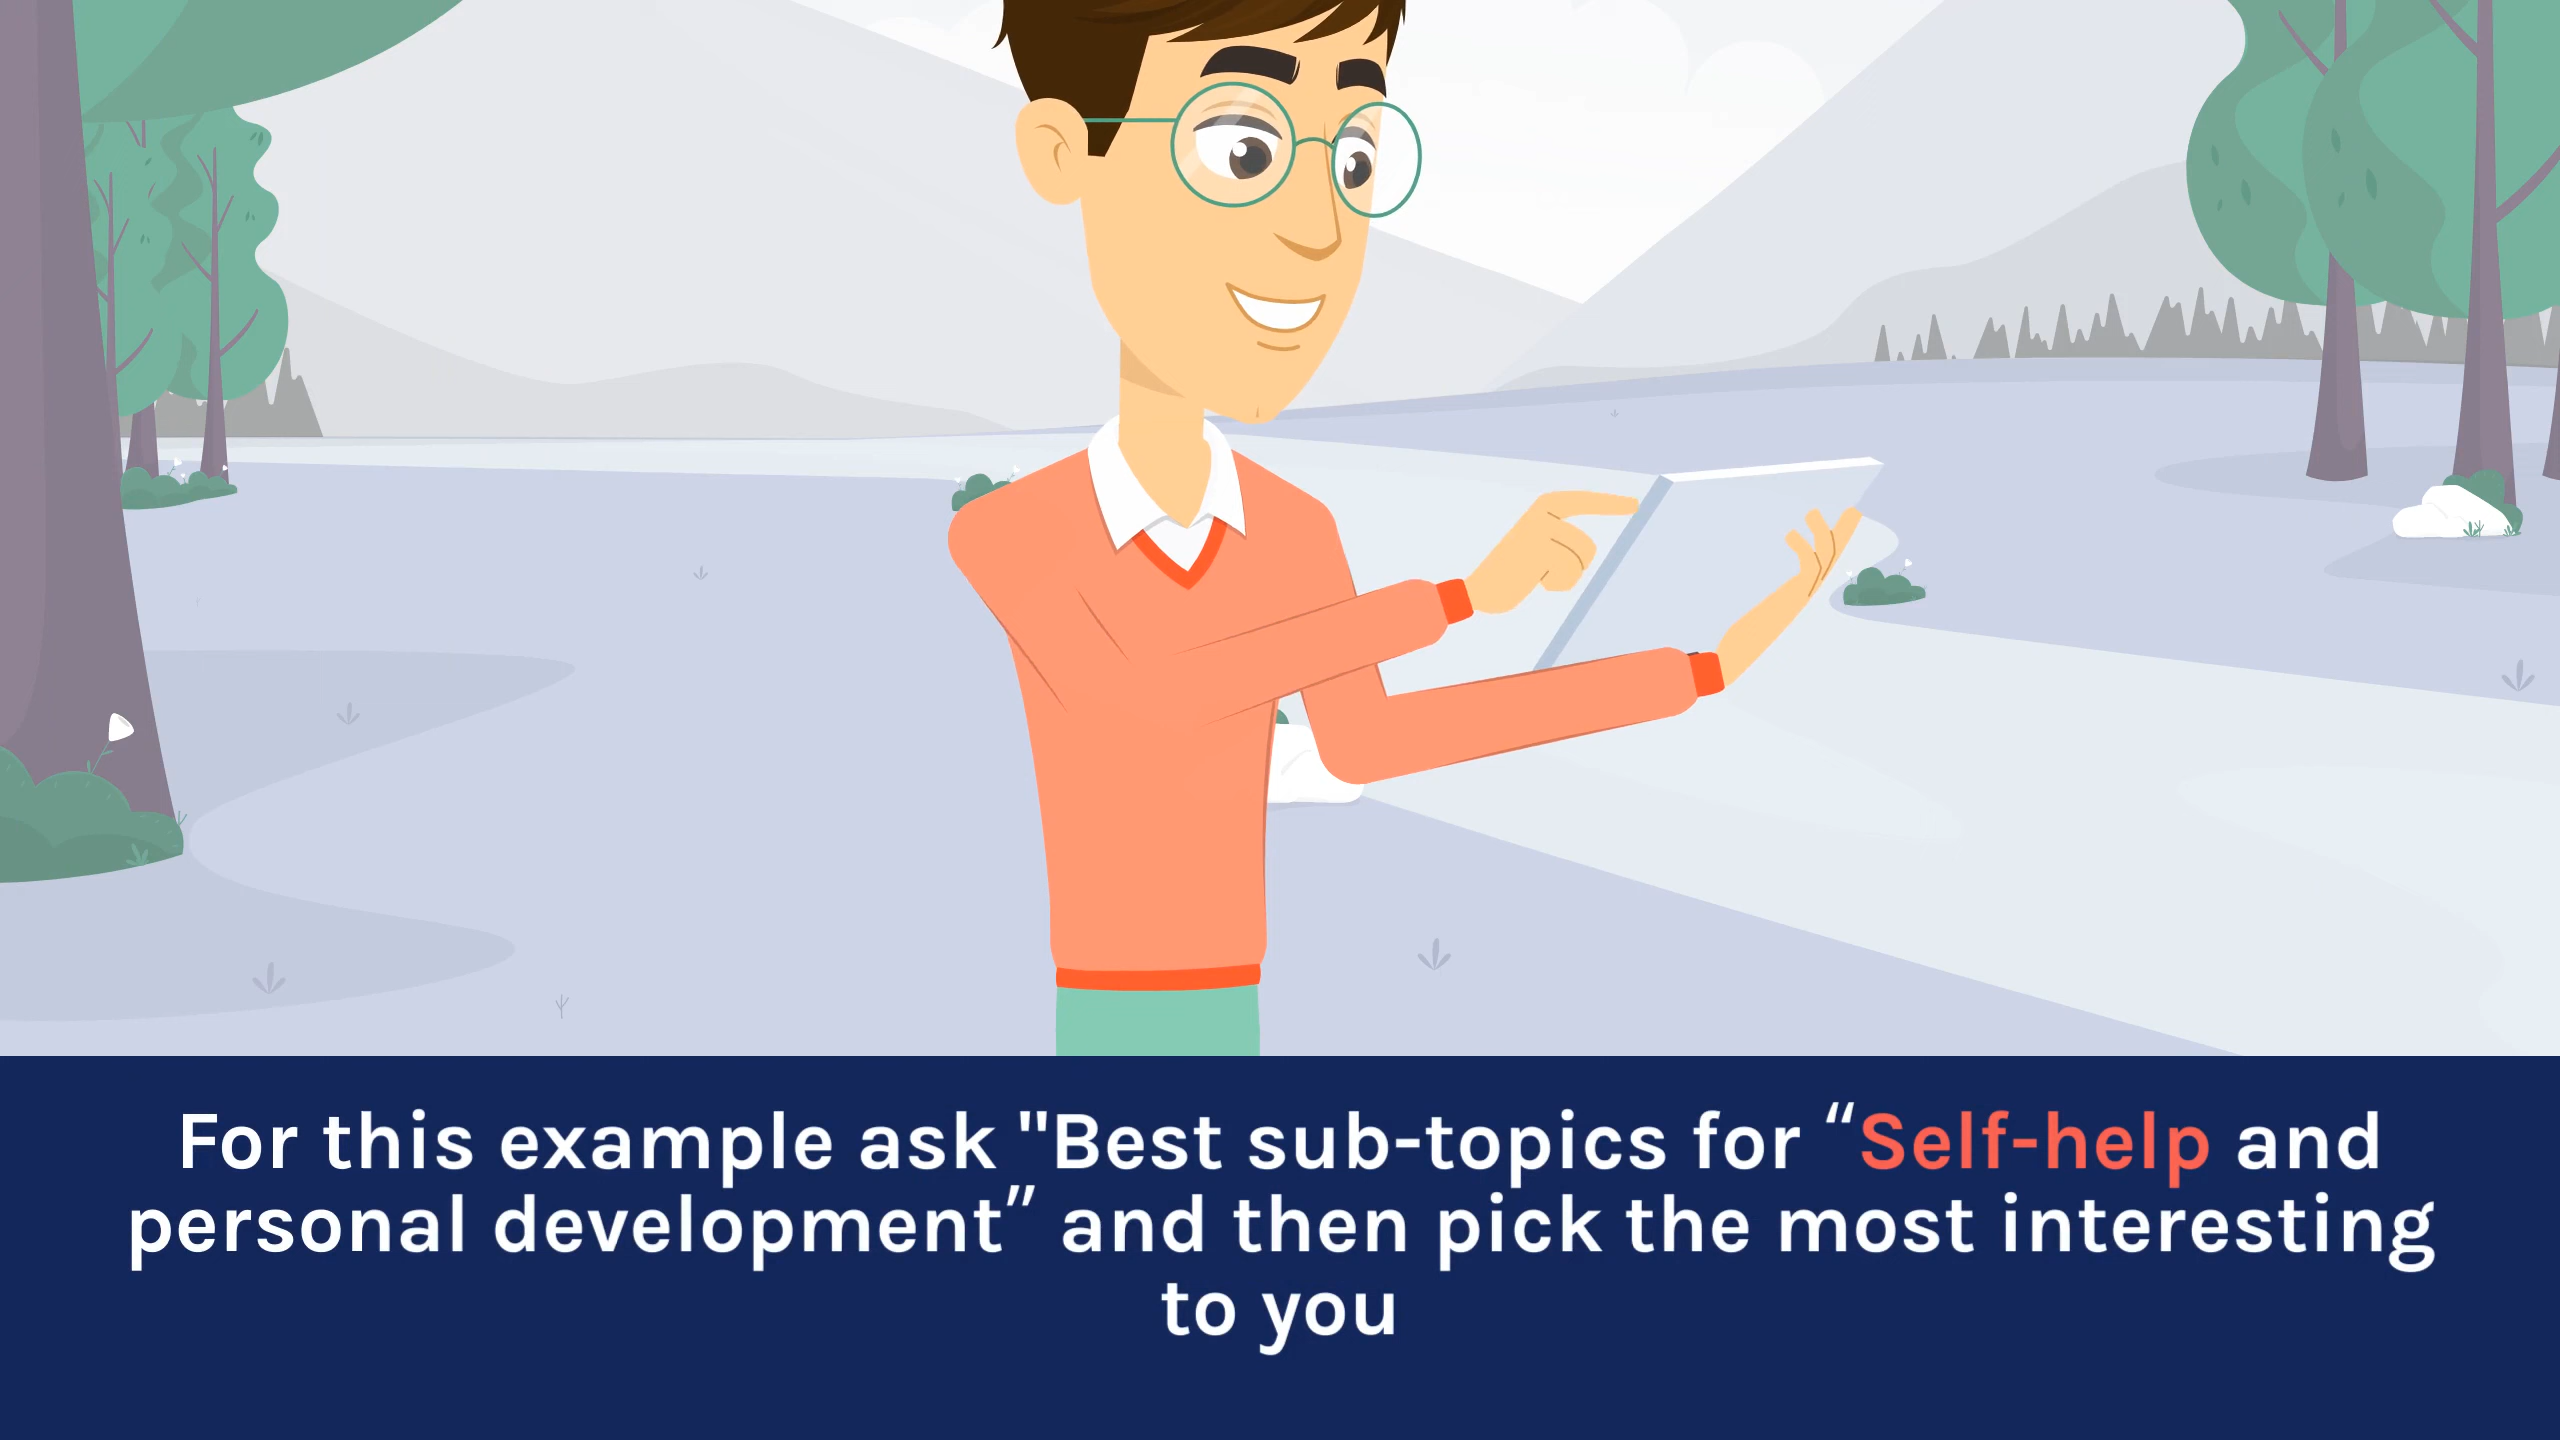 For this example ask "Best sub-topics for “Self-help and
personal development” and then pick the most interesting
to you